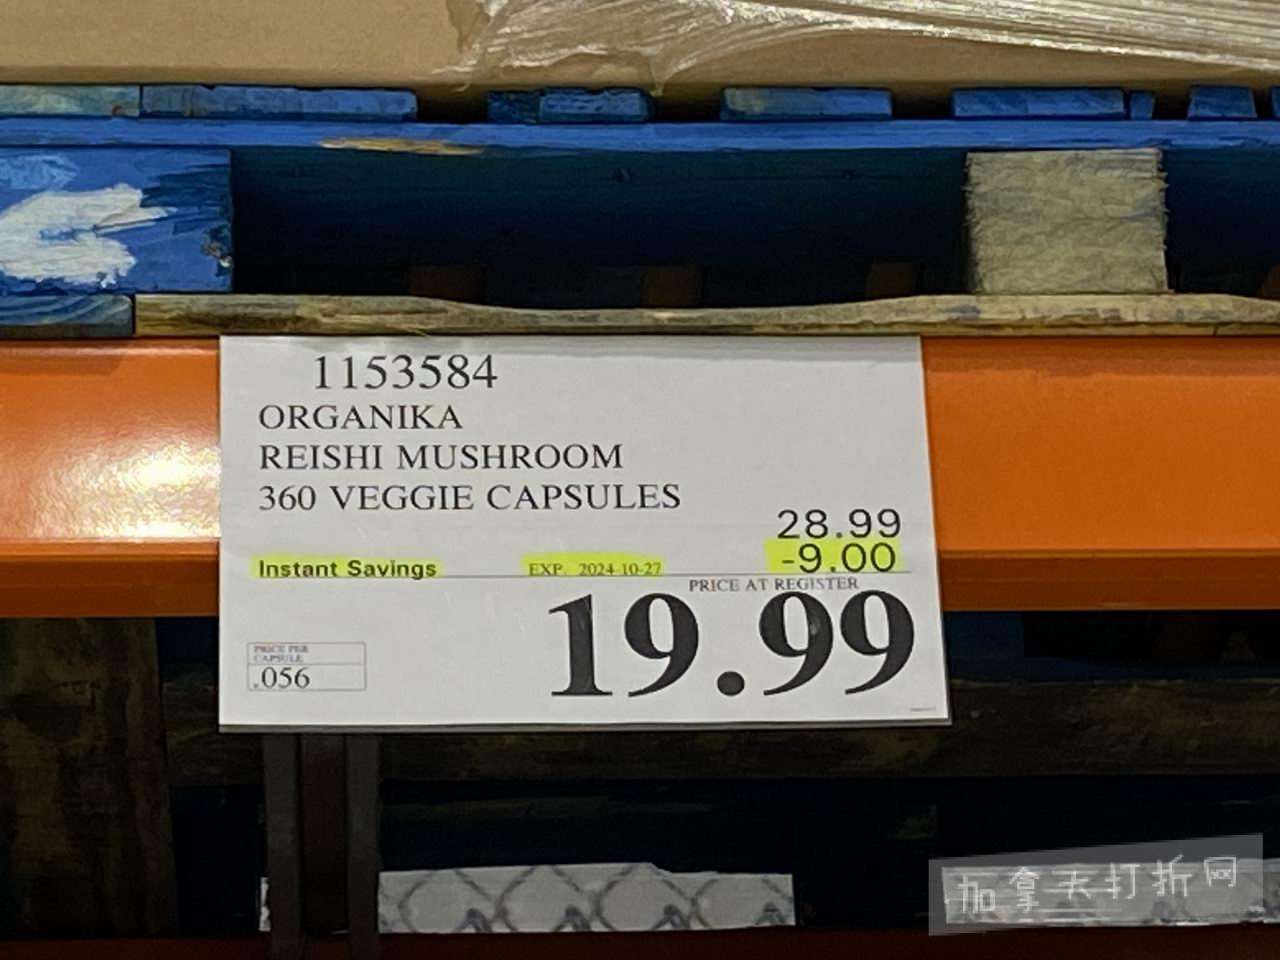 1153584
ORGANIKA
REISHI MUSHROOM
360 VEGGIE CAPSULES
28.99
Instant Savings EXP. 2024-10-27 -9.00
PRICE AT REGISTER
19.99
PRICE PER
CAPSULE
.056
加拿大打折网